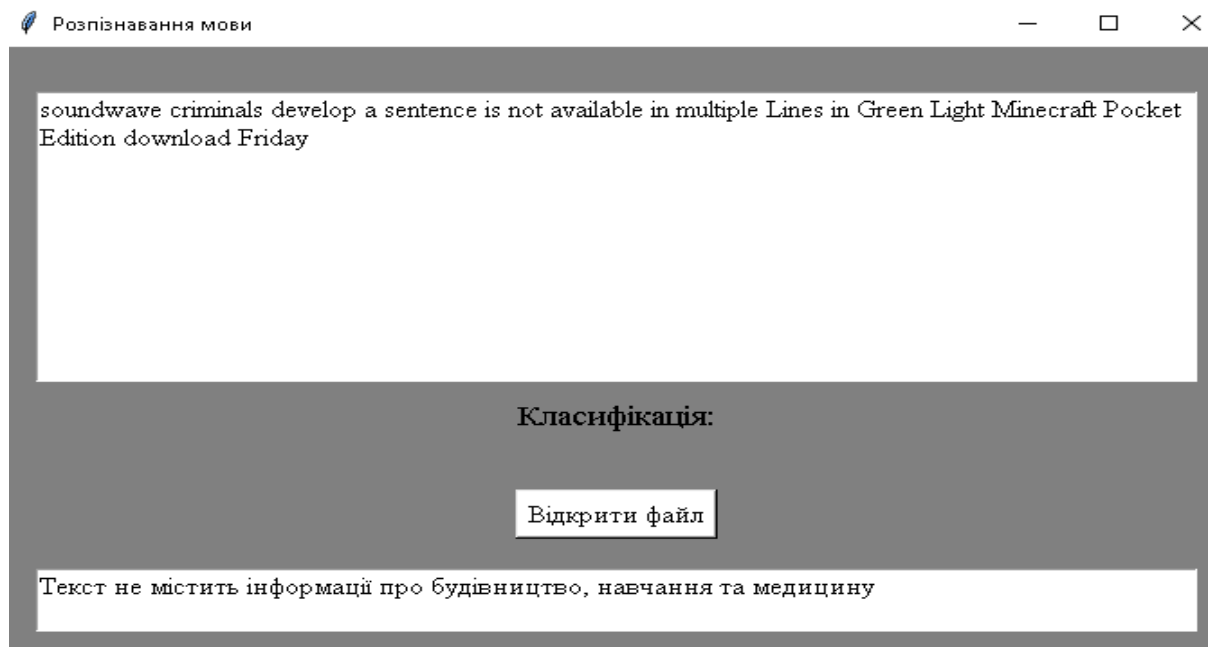 Розпізнавання мови
soundwave criminals develop a sentence is not available in multiple Lines in Green Light Minecraft Pocket
Edition download Friday
Класифікація:
Відкрити файл
Текст не містить інформації про будівництво, навчання та медицину